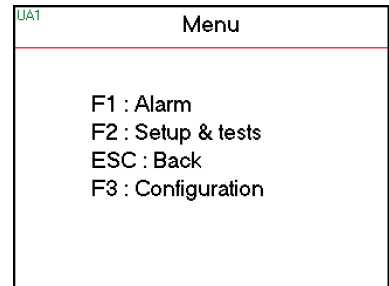 UA1
Menu
F1 : Alarm
F2 : Setup & tests
ESC : Back
F3 : Configuration